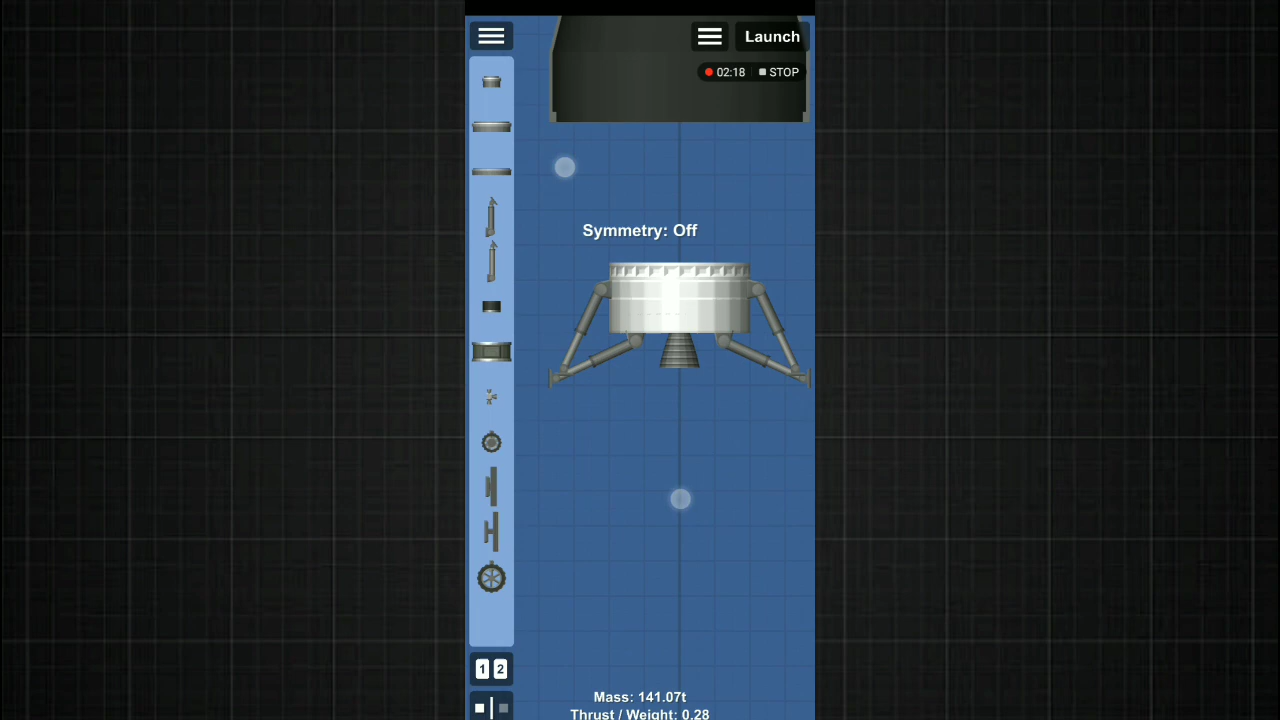 Launch
02:18 STOP
Symmetry: Off
1 2
Mass: 141.07t
Thrust / Weight: 0.28